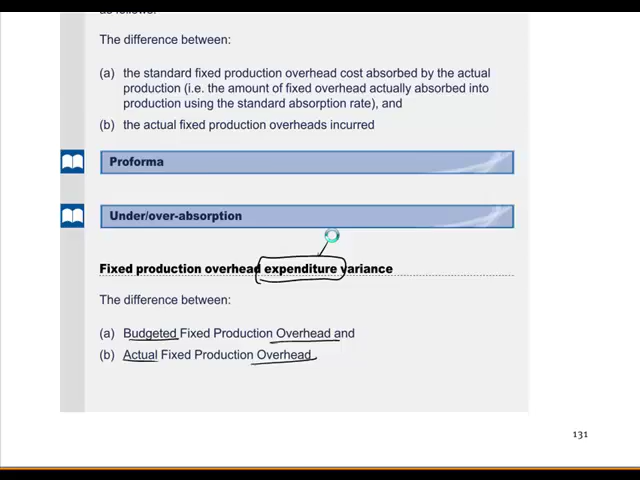 as follows:
The difference between:
(a) the standard fixed production overhead cost absorbed by the actual
production (i.e. the amount of fixed overhead actually absorbed into
production using the standard absorption rate), and
(b) the actual fixed production overheads incurred
Proforma
Under/over-absorption
Fixed production overhead expenditure variance
The difference between:
(a) Budgeted Fixed Production Overhead and
(b) Actual Fixed Production Overhead
131